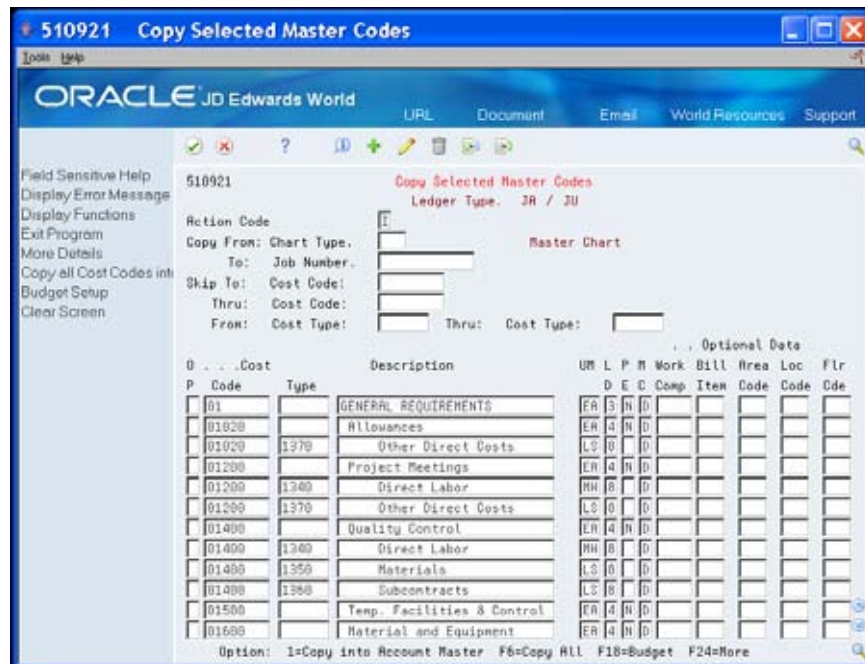 510921 Copy Selected Master Codes
Tools Help
ORACLE JD Edwards World
URL Document Email World Resources Support
?
Field Sensitive Help
Display Error Message
Display Functions
Exit Program
More Details
Copy all Cost Codes int
Budget Setup
Clear Screen
510921 Copy Selected Master Codes
Ledger Type. JA / JU
Action Code I
Copy From: Chart Type. Master Chart
To: Job Number.
Skip To: Cost Code:
Thru: Cost Code:
From: Cost Type: Thru: Cost Type:
. . Optional Data
O . . .Cost Description UM L P M Work Bill Area Loc Flr
P Code Type D E C Comp Item Code Code Cde
01 GENERAL REQUIREMENTS EA 3 N D
01020 Allowances EA 4 N D
01020 1370 Other Direct Costs LS 8 D
01200 Project Meetings EA 4 N D
01200 1340 Direct Labor MH 8 D
01200 1370 Other Direct Costs LS 8 D
01400 Quality Control EA 4 N D
01400 1340 Direct Labor MH 8 D
01400 1350 Materials LS 8 D
01400 1360 Subcontracts LS 8 D
01500 Temp. Facilities & Control EA 4 N D
01600 Material and Equipment EA 4 N D
Option: 1=Copy into Account Master F6=Copy All F18=Budget F24=More